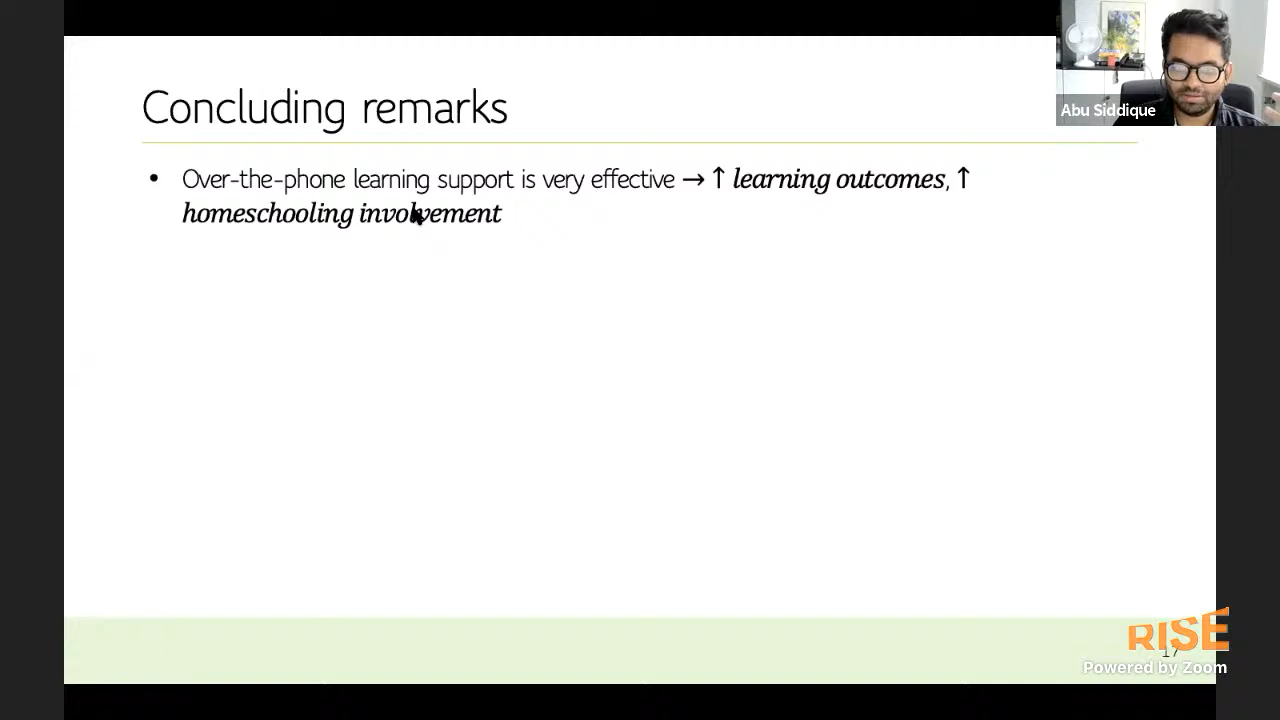 Concluding remarks
Abu Siddique
• Over-the-phone learning support is very effective → ↑ learning outcomes, ↑
homeschooling involvement
RISE
17
Powered by Zoom